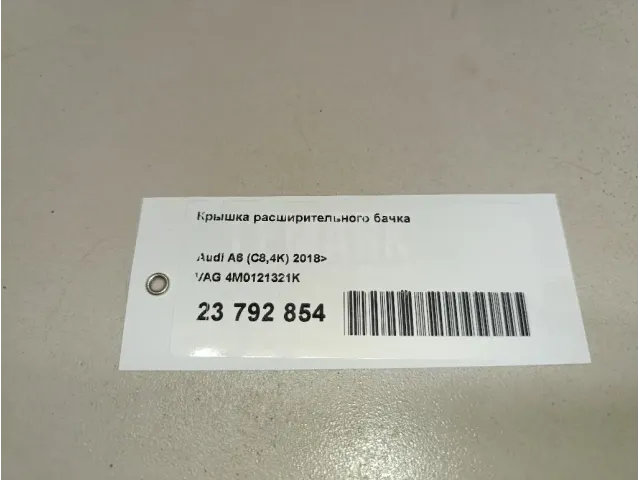 Крышка расширительного бачка
Audi A6 (C8,4K) 2018>
VAG 4M0121321K
23 792 854